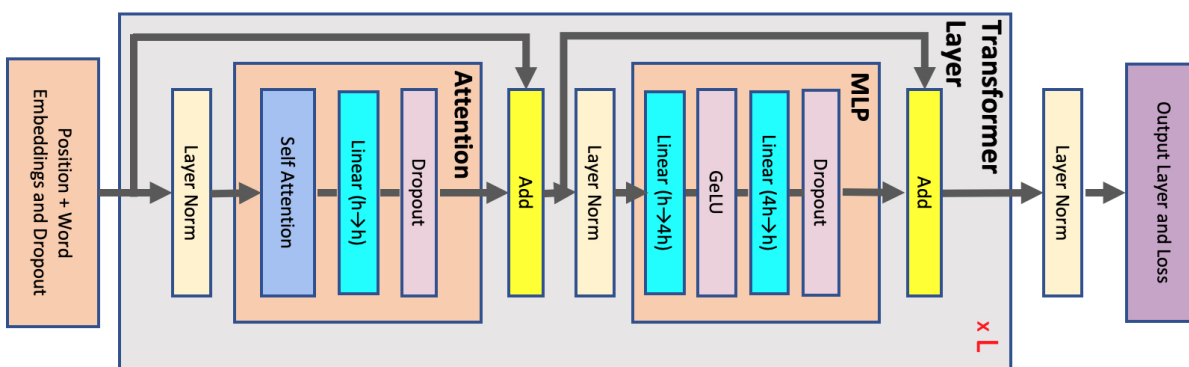 Position + Word
Embeddings and Dropout
Layer Norm
Attention
Self Attention
Linear (h→h)
Dropout
Add
Layer Norm
MLP
Linear (h→4h)
GeLU
Linear (4h→h)
Dropout
Add
Transformer
Layer
x L
Layer Norm
Output Layer and Loss